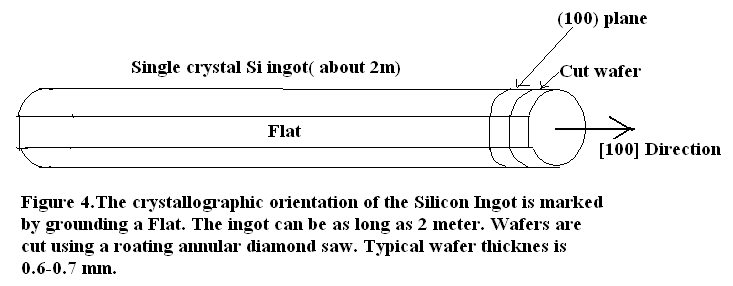 (100) plane
Single crystal Si ingot( about 2m)
Cut wafer
Flat
[100] Direction
Figure 4.The crystallographic orientation of the Silicon Ingot is marked
by grounding a Flat. The ingot can be as long as 2 meter. Wafers are
cut using a roating annular diamond saw. Typical wafer thicknes is
0.6-0.7 mm.